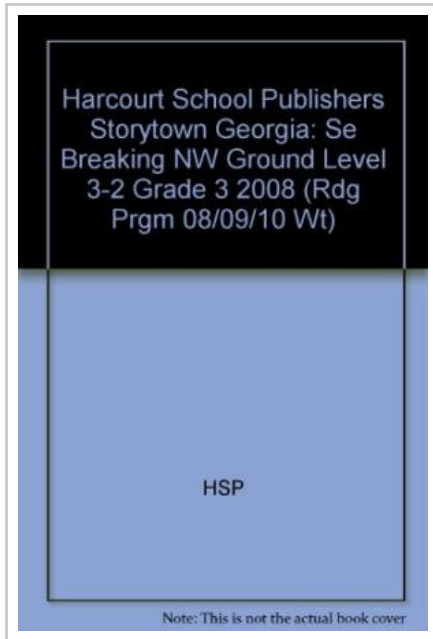 Harcourt School Publishers
Storytown Georgia: Se
Breaking NW Ground Level
3-2 Grade 3 2008 (Rdg
Prgm 08/09/10 Wt)
HSP
Note: This is not the actual book cover